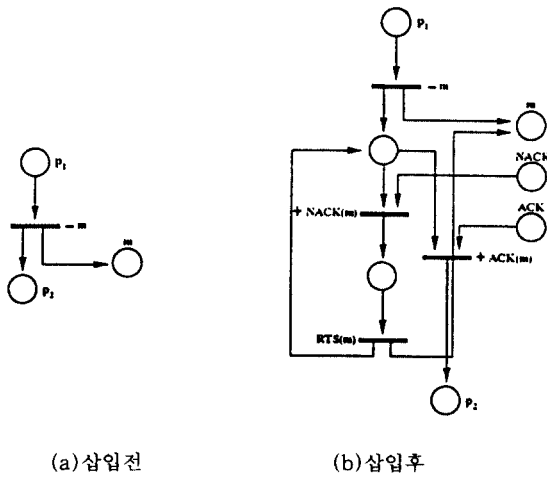 p₁
− m
m
NACK
ACK
+ NACK(m)
+ ACK(m)
RTS(m)
p₂
p₁
− m
m
p₂
(a)삽입전
(b)삽입후